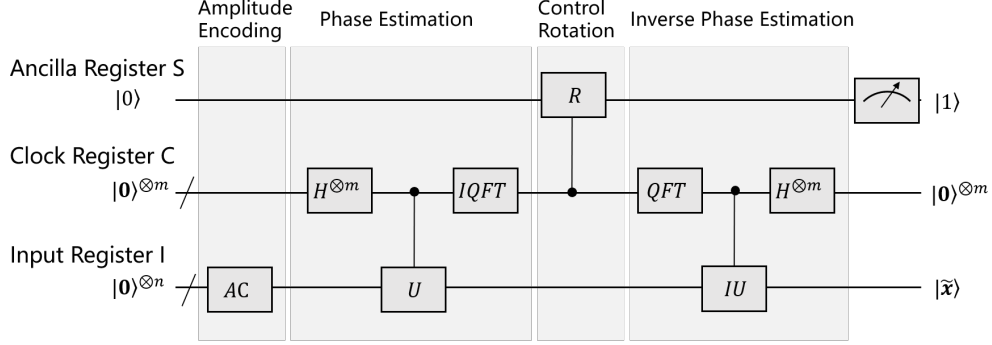 Amplitude Encoding
Phase Estimation
Control Rotation
Inverse Phase Estimation
Ancilla Register S
|0⟩
R
|1⟩
Clock Register C
|0⟩⊗m
H⊗m
IQFT
QFT
H⊗m
|0⟩⊗m
Input Register I
|0⟩⊗n
AC
U
IU
|x̃⟩